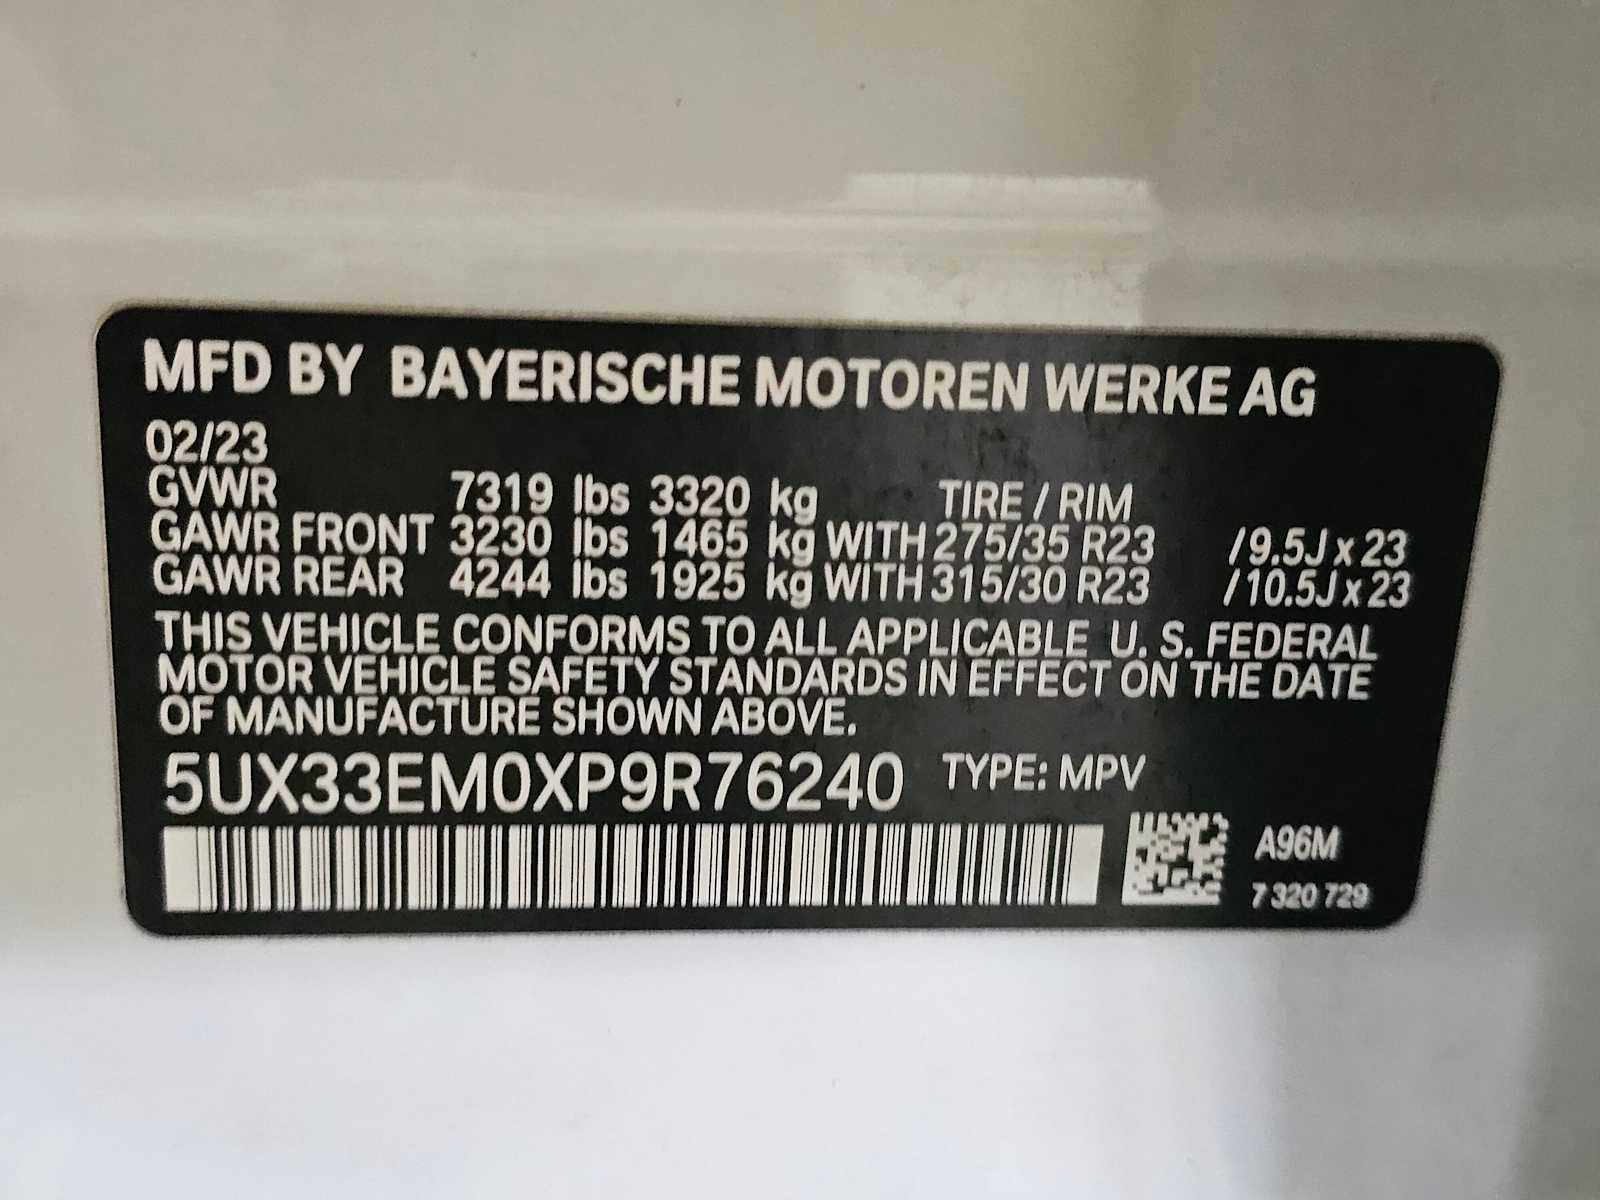 MFD BY BAYERISCHE MOTOREN WERKE AG
02/23
GVWR 7319 lbs 3320 kg TIRE / RIM
GAWR FRONT 3230 lbs 1465 kg WITH 275/35 R23 /9.5J x 23
GAWR REAR 4244 lbs 1925 kg WITH 315/30 R23 /10.5J x 23
THIS VEHICLE CONFORMS TO ALL APPLICABLE U. S. FEDERAL
MOTOR VEHICLE SAFETY STANDARDS IN EFFECT ON THE DATE
OF MANUFACTURE SHOWN ABOVE.
5UX33EM0XP9R76240 TYPE: MPV
A96M
7 320 729